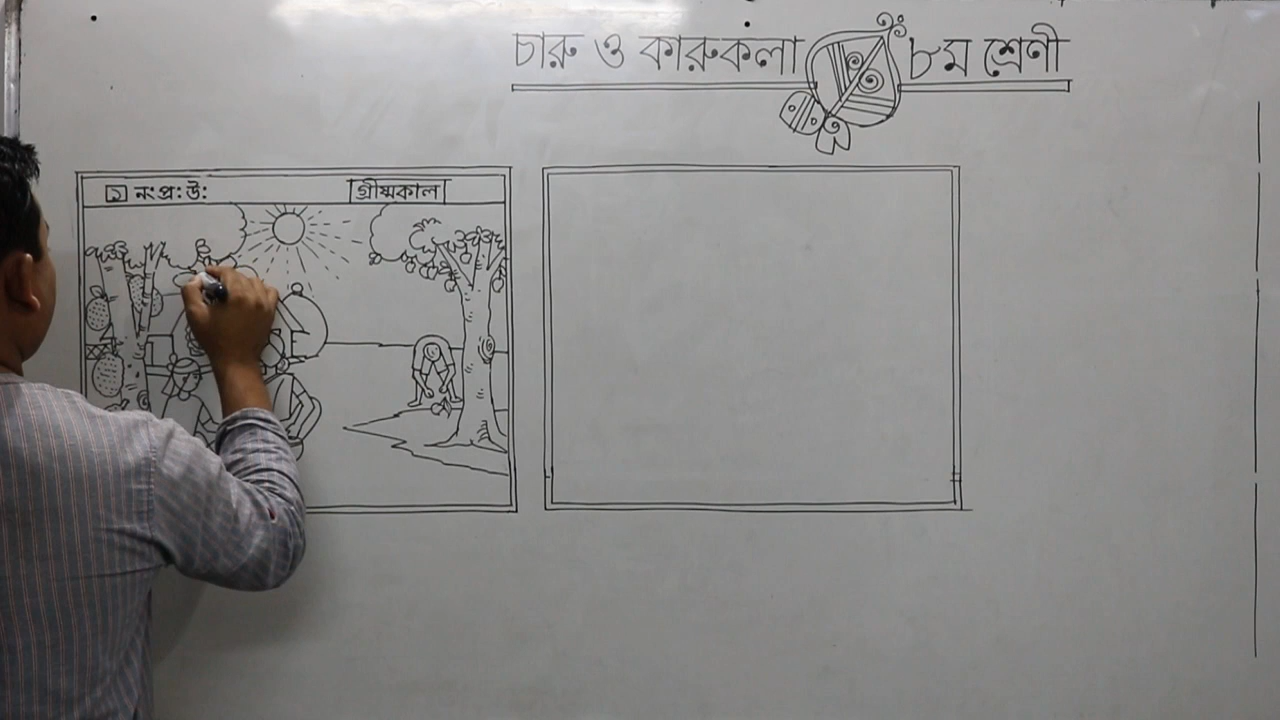 চারু ও কারুকলা ৮ম শ্রেণী
১ নং প্র: উ:
গ্রীষ্মকাল